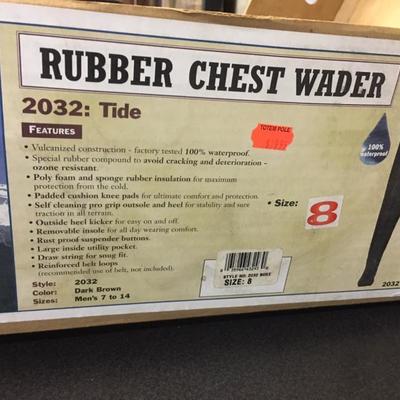 RUBBER CHEST WADER
2032: Tide
FEATURES
• Vulcanized construction - factory tested 100% waterproof.
• Special rubber compound to avoid cracking and deterioration -
ozone resistant.
• Poly foam and sponge rubber insulation for maximum
protection from the cold.
• Padded cushion knee pads for ultimate comfort and protection.
• Self cleaning pro grip outsole and heel for stability and sure
traction in all terrain.
• Outside heel kicker for easy on and off.
• Removable insole for all day wearing comfort.
• Rust proof suspender buttons.
• Large inside utility pocket.
• Draw string for snug fit.
• Reinforced belt loops
(recommended use of belt, not included).
Style: 2032
Color: Dark Brown
Sizes: Men's 7 to 14
TOTEM POLE
100%
waterproof
• Size: 8
SIZE: 8
2032